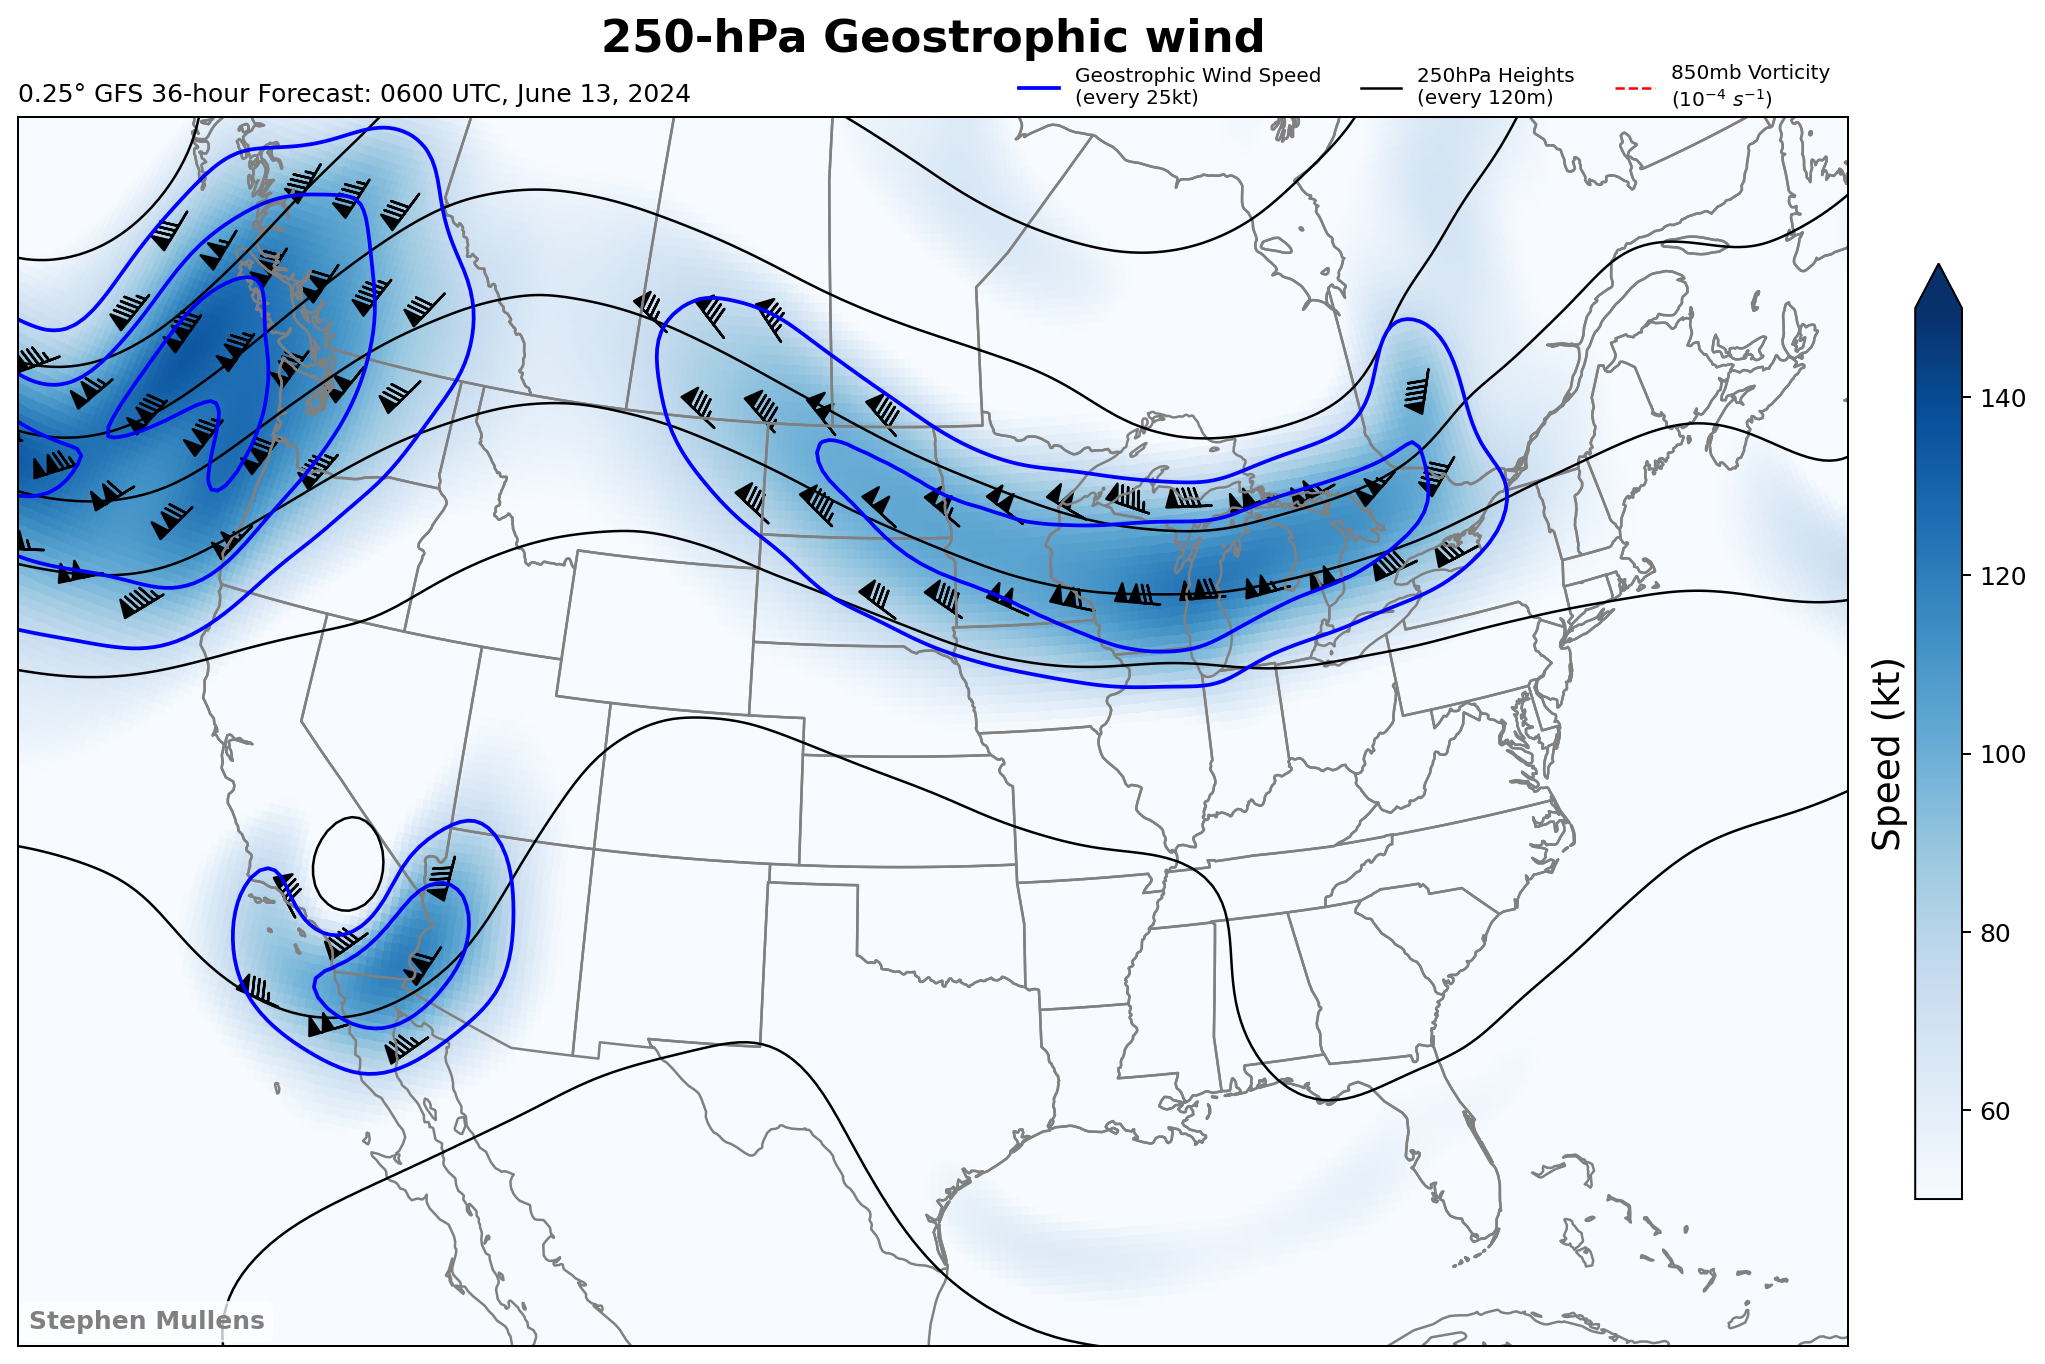 250-hPa Geostrophic wind
0.25° GFS 36-hour Forecast: 0600 UTC, June 13, 2024
Geostrophic Wind Speed
(every 25kt)
250hPa Heights
(every 120m)
850mb Vorticity
(10⁻⁴ s⁻¹)
140
120
100
80
60
Speed (kt)
Stephen Mullens